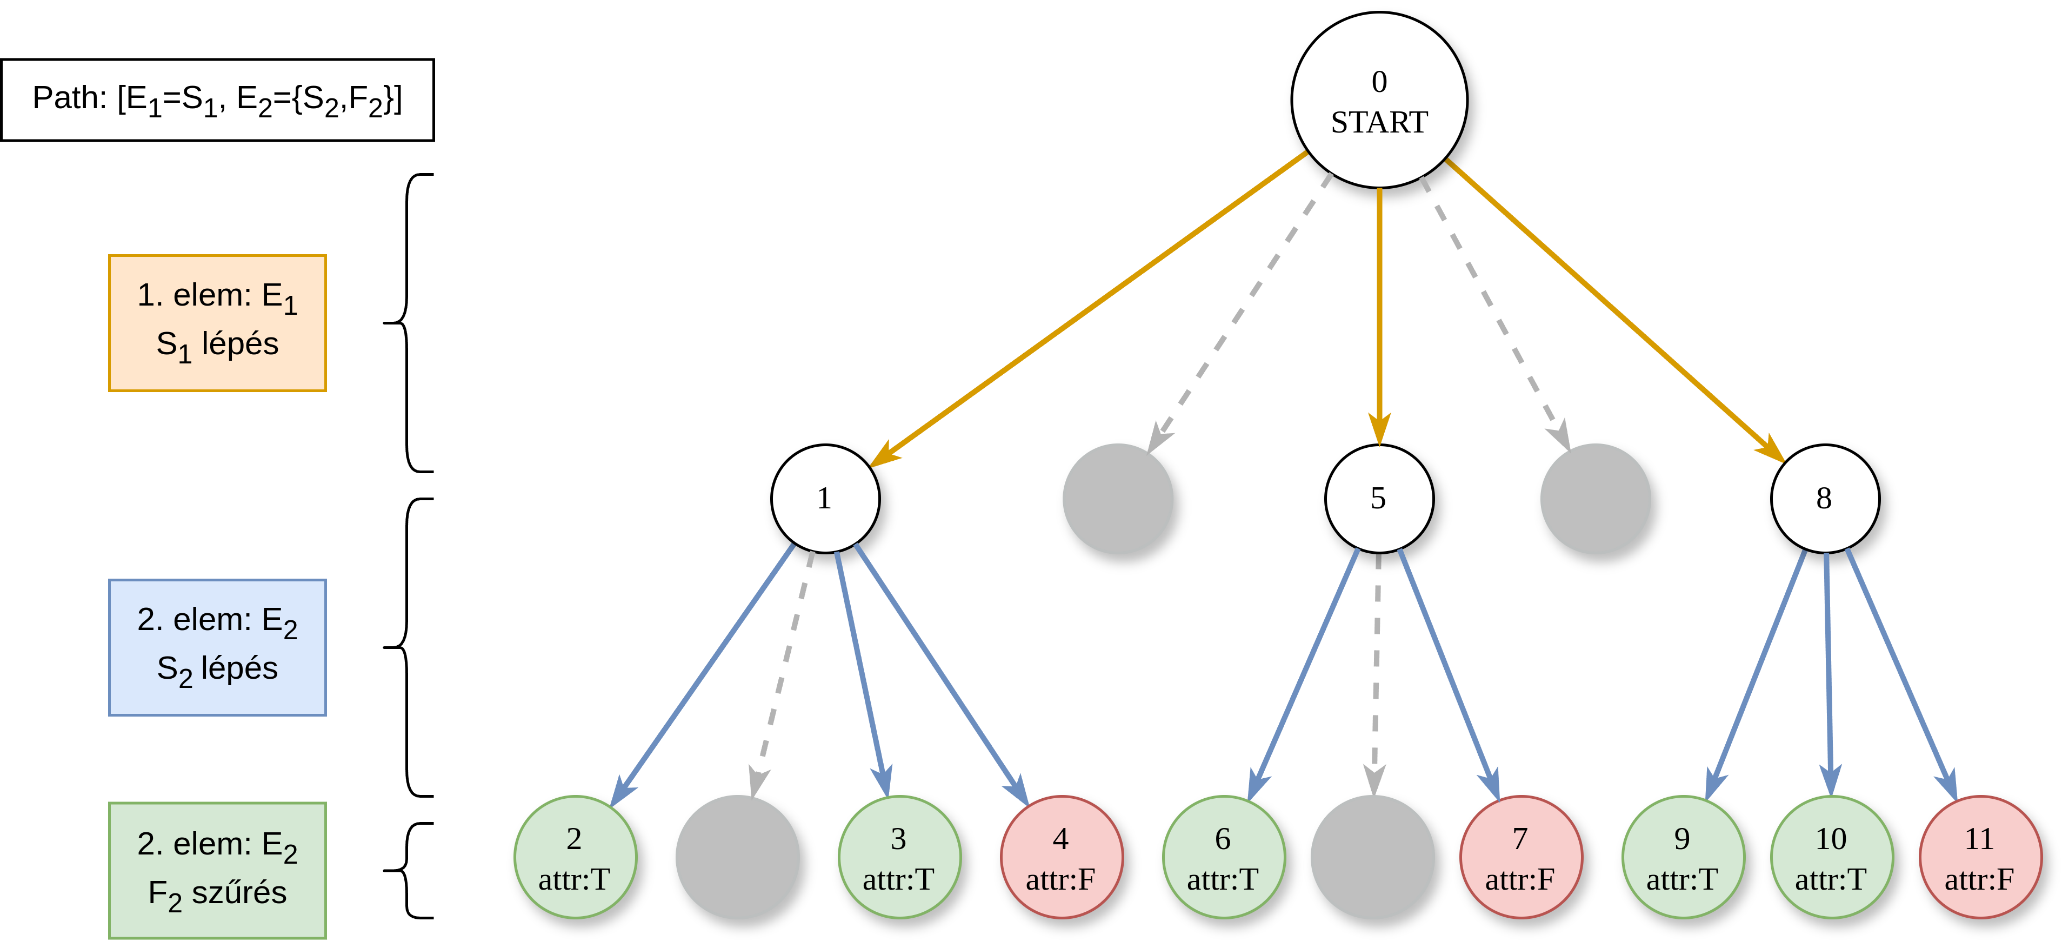 0
START
Path: [E₁=S₁, E₂={S₂,F₂}]
1. elem: E₁
S₁ lépés
1
5
8
2. elem: E₂
S₂ lépés
2. elem: E₂
F₂ szűrés
2
attr:T
3
attr:T
4
attr:F
6
attr:T
7
attr:F
9
attr:T
10
attr:T
11
attr:F